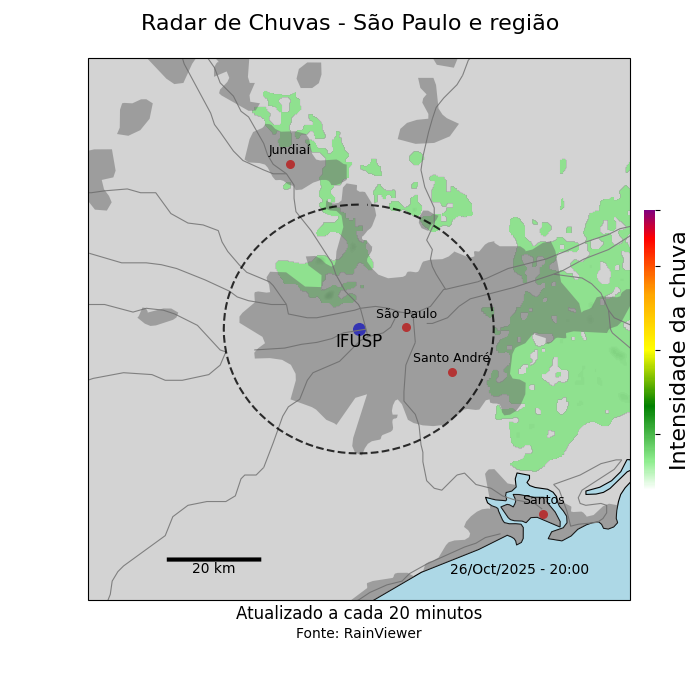 Radar de Chuvas - São Paulo e região
Jundiaí
São Paulo
IFUSP
Santo André
Santos
20 km
26/Oct/2025 - 20:00
Intensidade da chuva
Atualizado a cada 20 minutos
Fonte: RainViewer